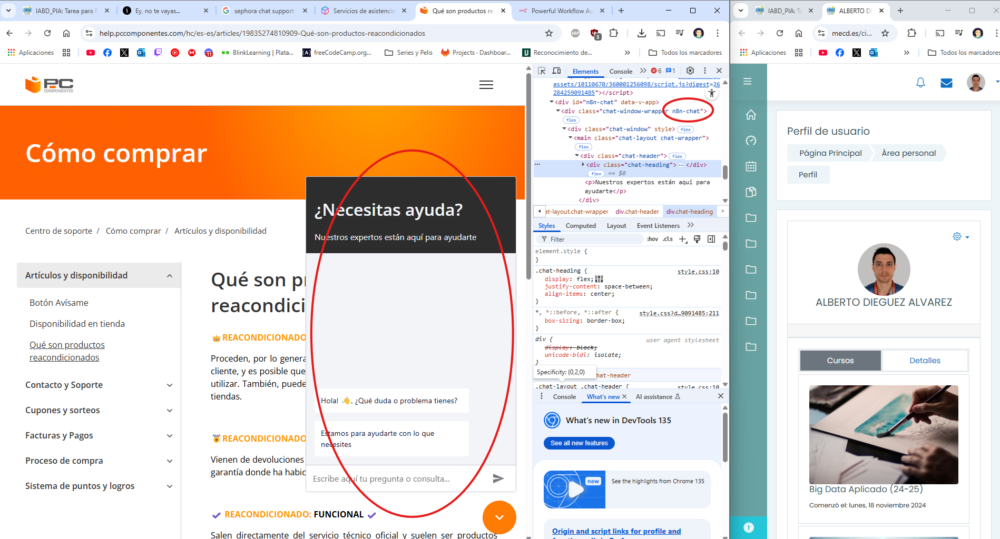 IABD_PIA: Tarea para P
Ey, no te vayas...
sephora chat support
Servicios de asistencia
Qué son productos re
Powerful Workflow Au
help.pccomponentes.com/hc/es-es/articles/19835274810909-Qué-son-productos-reacondicionados
ABP
3
Aplicaciones
11
BlinkLearning | Plata...
freeCodeCamp.org...
Series y Pelis
Projects · Dashboar...
Reconocimiento de...
»
Todos los marcadores
PC
COMPONENTES
Cómo comprar
Centro de soporte / Cómo comprar / Artículos y disponibilidad
Artículos y disponibilidad
Botón Avísame
Disponibilidad en tienda
Qué son productos
reacondicionados
Contacto y Soporte
Cupones y sorteos
Facturas y Pagos
Proceso de compra
Sistema de puntos y logros
Qué son p
reacondici
REACONDICIONADO
Proceden, por lo genera
cliente, y es posible que
utilizar. También, puede
tiendas.
REACONDICIONADO
Vienen de devoluciones
garantía donde ha habid
REACONDICIONADO: FUNCIONAL
Salen directamente del servicio técnico oficial y suelen ser productos
¿Necesitas ayuda?
Nuestros expertos están aquí para ayudarte
Hola! 👋, ¿Qué duda o problema tienes?
Estamos para ayudarte con lo que
necesites
Escribe aquí tu pregunta o consulta...
Elements
Console
»
6
1
assets/10110670/360001256098/script.js?digest=26
284259091485"></script>
<div id="n8n-chat" data-v-app>
<div class="chat-window-wrapper n8n-chat">
flex
<div class="chat-window" style> flex
<main class="chat-layout chat-wrapper">
flex
<div class="chat-header"> flex
... <div class="chat-heading"> ... </div>
flex == $0
<p>Nuestros expertos están aquí para
ayudarte</p>
</div>
at-layout.chat-wrapper div.chat-header div.chat-heading
Styles Computed Layout Event Listeners »
Filter
:hov .cls
element.style {
}
.chat-heading {
style.css:10
display: flex;
justify-content: space-between;
align-items: center;
}
*, *::before, *::after {
style.css?d…9091485:211
box-sizing: border-box;
}
div {
user agent stylesheet
display: block;
unicode-bidi: isolate;
}
Specificity: (0,2,0)
hat-header
.chat-layout .chat-header {
style.css:10
Console What's new AI assistance
What's new in DevTools 135
See all new features
new
See the highlights from Chrome 135
Origin and script links for profile and
IABD_PIA: Ta
ALBERTO DI
mecd.es/ci...
Aplicaciones
»
Todos los marcadores
Perfil de usuario
Página Principal
Área personal
Perfil
ALBERTO DIEGUEZ ALVAREZ
Cursos
Detalles
Big Data Aplicado (24-25)
Comenzó el: lunes, 18 noviembre 2024